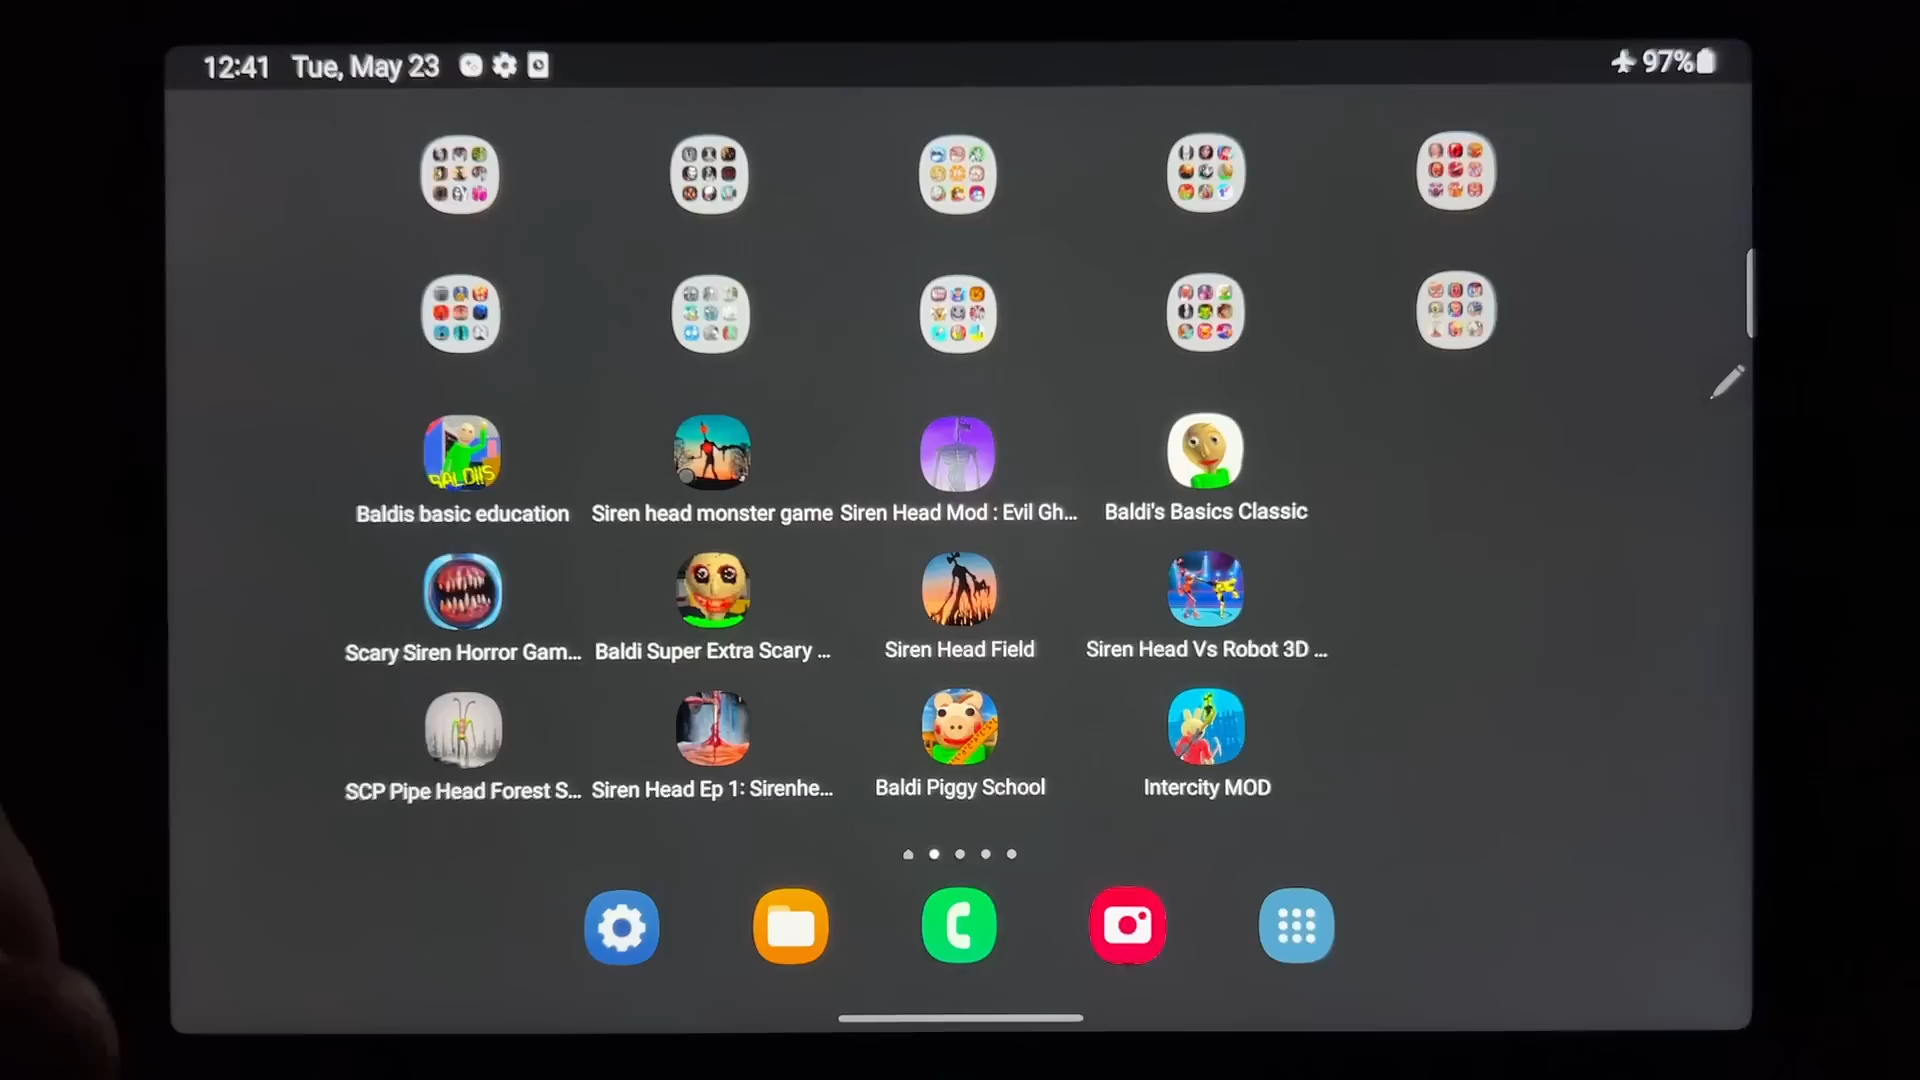 12:41 Tue, May 23 97%
Baldis basic education Siren head monster game Siren Head Mod : Evil Gh... Baldi's Basics Classic
Scary Siren Horror Gam... Baldi Super Extra Scary ... Siren Head Field Siren Head Vs Robot 3D ...
SCP Pipe Head Forest S... Siren Head Ep 1: Sirenhe... Baldi Piggy School Intercity MOD